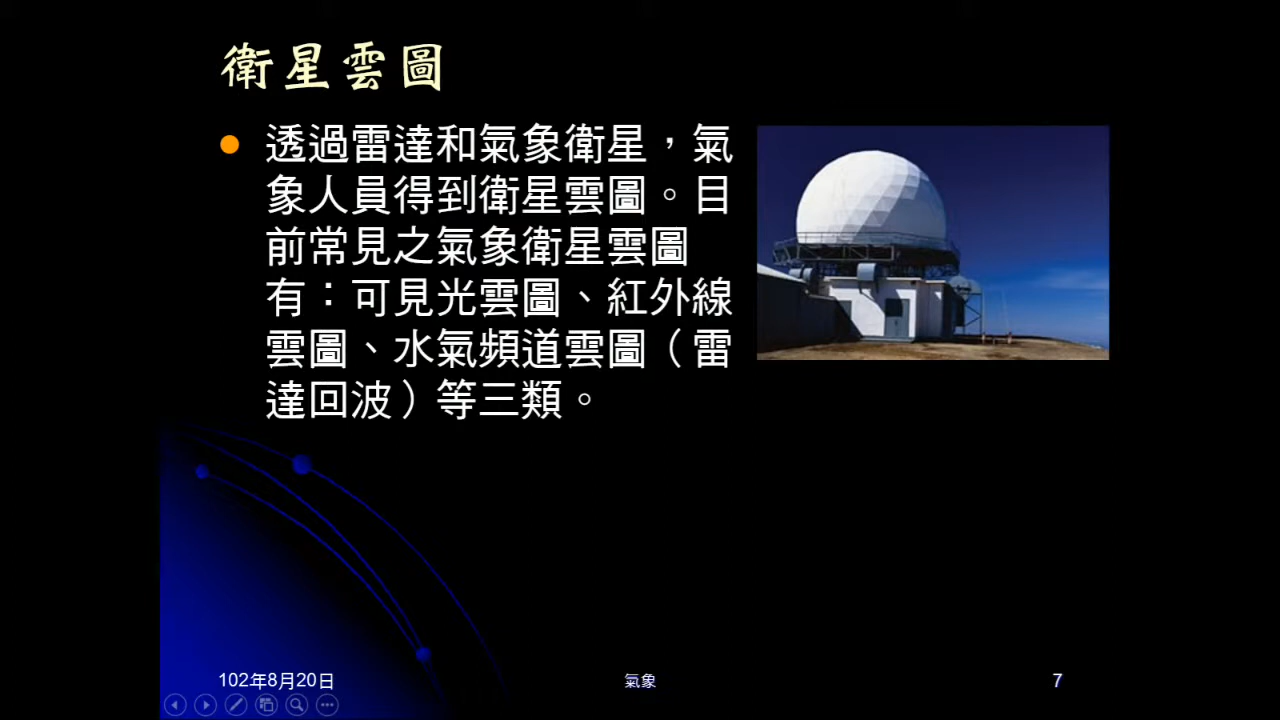 衛星雲圖
透過雷達和氣象衛星，氣
象人員得到衛星雲圖。目
前常見之氣象衛星雲圖
有：可見光雲圖、紅外線
雲圖、水氣頻道雲圖（雷
達回波）等三類。
102年8月20日
氣象
7